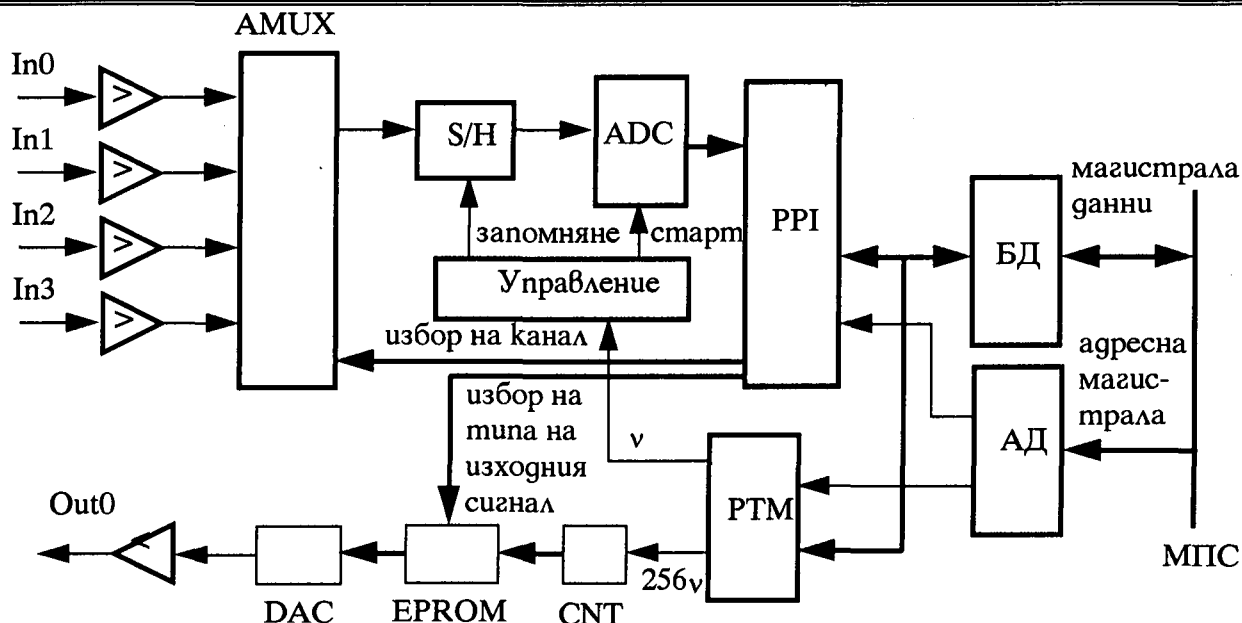 AMUX
In0
In1
In2
In3
>
>
>
>
S/H
ADC
PPI
запомняне
старт
Управление
избор на канал
избор на
типа на
изходния
сигнал
ν
магистрала
данни
БД
адресна
магис-
трала
АД
PTM
МПС
256ν
Out0
<
DAC
EPROM
CNT